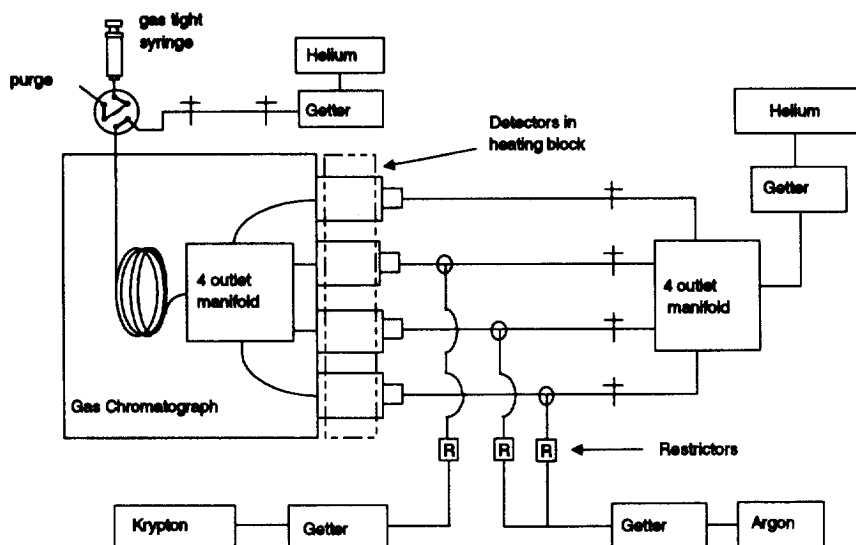 gas tight
syringe
purge
Helium
Getter
Detectors in
heating block
Helium
Getter
4 outlet
manifold
4 outlet
manifold
Gas Chromatograph
R
R
R
Restrictors
Krypton
Getter
Getter
Argon